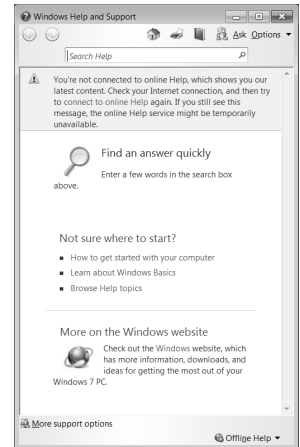 Windows Help and Support
Ask Options
Search Help
You're not connected to online Help, which shows you our
latest content. Check your Internet connection, and then try
to connect to online Help again. If you still see this
message, the online Help service might be temporarily
unavailable.
Find an answer quickly
Enter a few words in the search box
above.
Not sure where to start?
How to get started with your computer
Learn about Windows Basics
Browse Help topics
More on the Windows website
Check out the Windows website, which
has more information, downloads, and
ideas for getting the most out of your
Windows 7 PC.
More support options
Offline Help